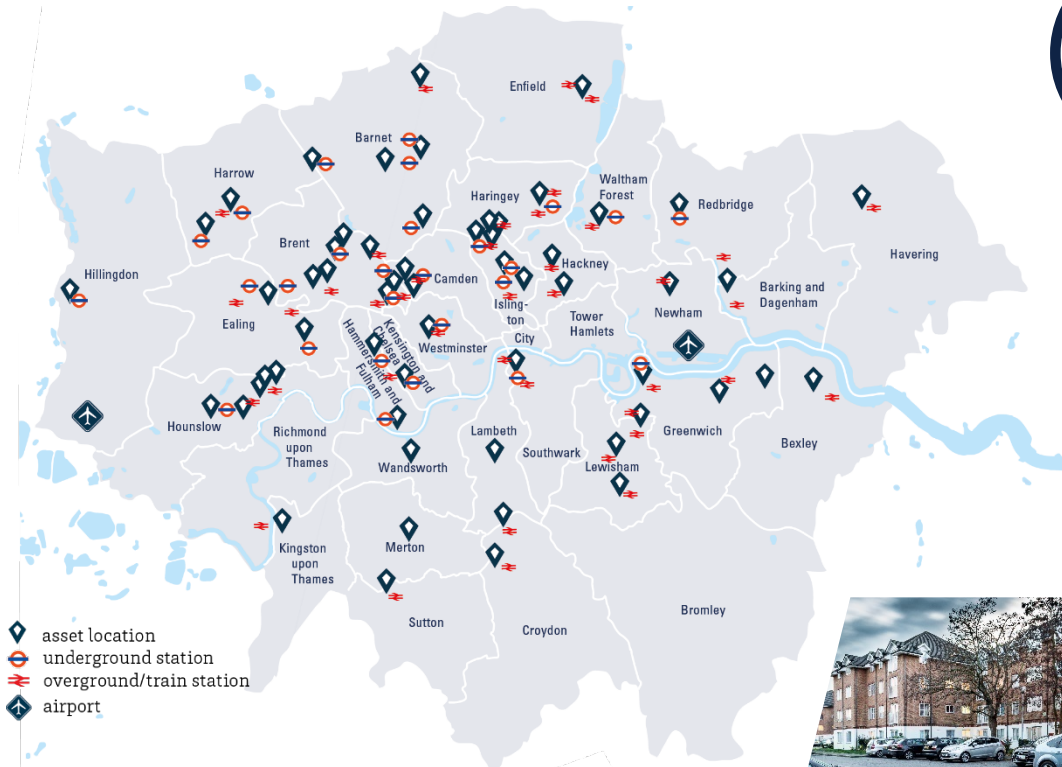 Enfield
Barnet
Harrow
Haringey
Waltham
Forest
Redbridge
Brent
Havering
Hillingdon
Camden
Hackney
Barking and
Dagenham
Newham
Isling-
ton
Ealing
Tower
Hamlets
City
Westminster
Kensington and
Chelsea
Hammersmith and
Fulham
Hounslow
Richmond
upon
Thames
Lambeth
Southwark
Greenwich
Bexley
Wandsworth
Lewisham
Kingston
upon
Thames
Merton
Sutton
Croydon
Bromley
asset location
underground station
overground/train station
airport